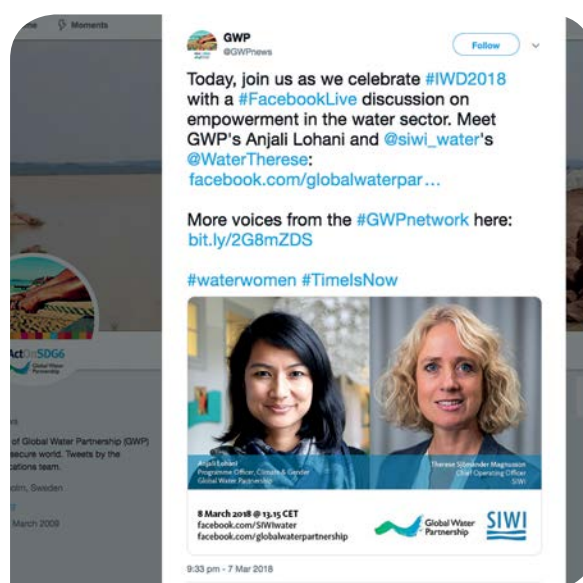 Moments
GWP
@GWPnews
Follow
Today, join us as we celebrate #IWD2018
with a #FacebookLive discussion on
empowerment in the water sector. Meet
GWP's Anjali Lohani and @siwi_water's
@WaterTherese:
facebook.com/globalwaterpar…
More voices from the #GWPnetwork here:
bit.ly/2G8mZDS
#waterwomen #TimeIsNow
ActOnSDG6
Global Water
Partnership
of Global Water Partnership (GWP)
secure world. Tweets by the
cations team.
olm, Sweden
March 2009
Anjali Lohani
Programme Officer, Climate & Gender
Global Water Partnership
Therese Sjömander Magnusson
Chief Operating Officer
SIWI
8 March 2018 @ 13.15 CET
facebook.com/SIWIwater
facebook.com/globalwaterpartnership
Global Water
Partnership
SIWI
9:33 pm - 7 Mar 2018